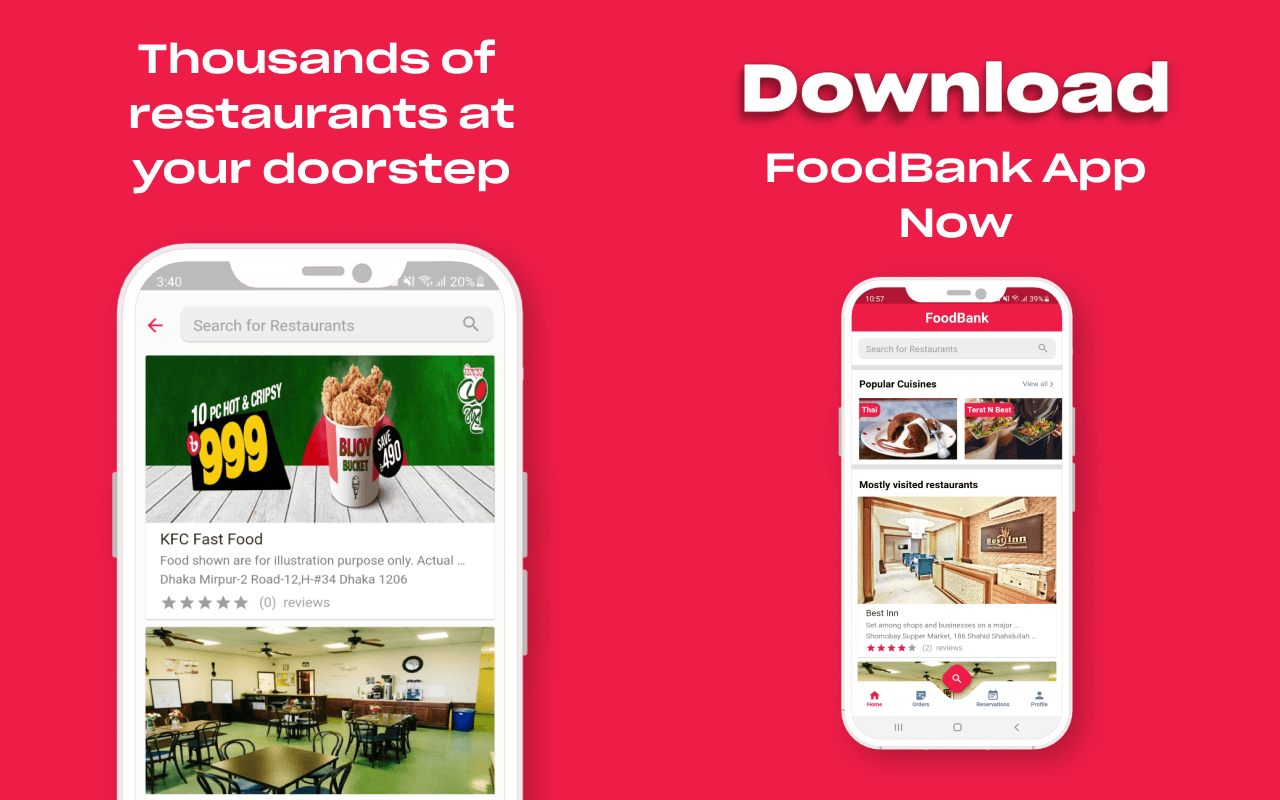 Thousands of
restaurants at
your doorstep
3:40
20%
Search for Restaurants
10 PC HOT & CRIPSY
৳999
BIJOY
BUCKET
SAVE
৳490
KFC Fast Food
Food shown are for illustration purpose only. Actual ...
Dhaka Mirpur-2 Road-12,H-#34 Dhaka 1206
(0) reviews
Download
FoodBank App
Now
10:57
39%
FoodBank
Search for Restaurants
Popular Cuisines
View all >
Thai
Terst N Best
Mostly visited restaurants
Best Inn
Best Inn
Set among shops and businesses on a major ...
Shomobay Supper Market, 186 Shahid Shahidullah ...
(2) reviews
Home
Orders
Reservations
Profile